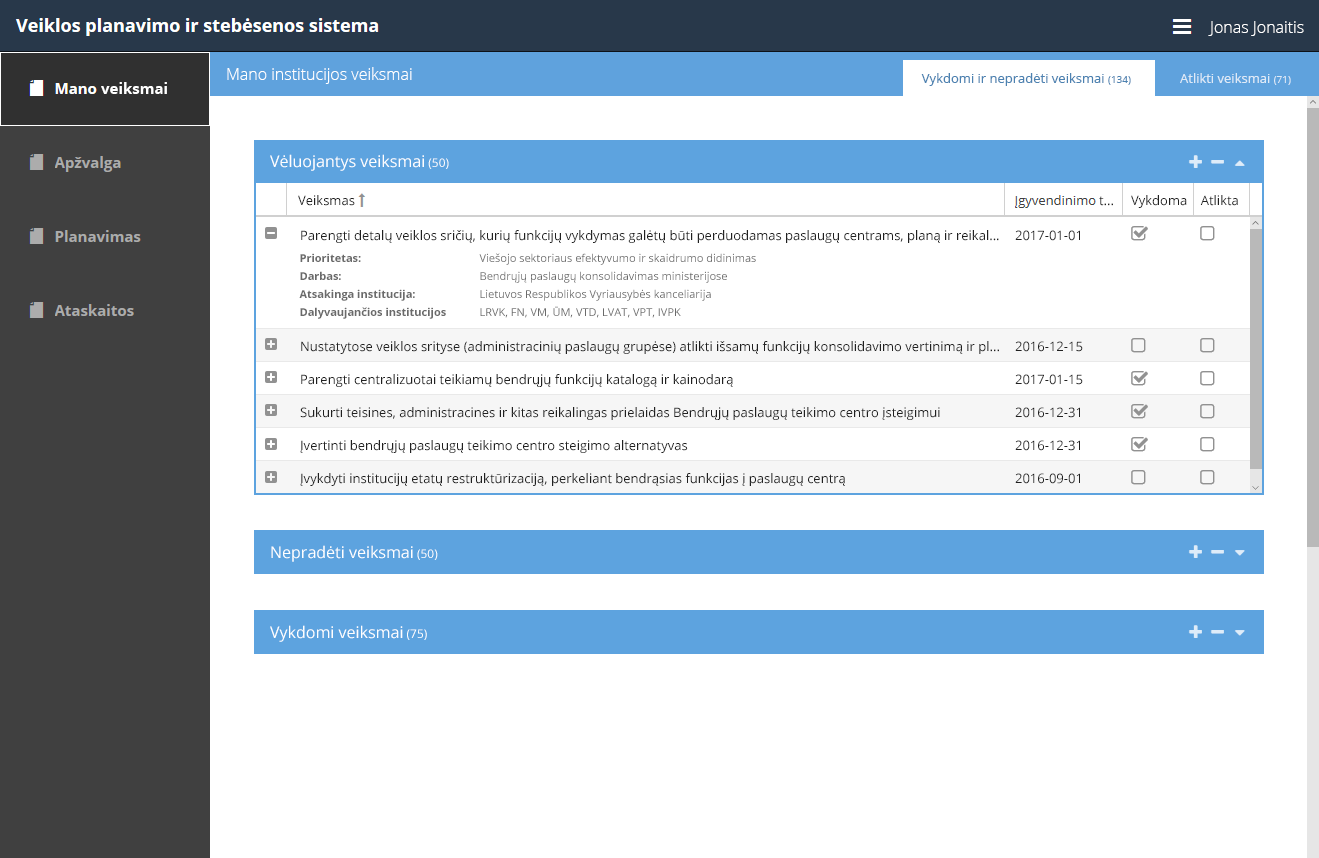 Veiklos planavimo ir stebėsenos sistema
Jonas Jonaitis
Mano veiksmai
Apžvalga
Planavimas
Ataskaitos
Mano institucijos veiksmai
Vykdomi ir nepradėti veiksmai (134)
Atlikti veiksmai (71)
Vėluojantys veiksmai (50)
Veiksmas Įgyvendinimo t... Vykdoma Atlikta
Parengti detalų veiklos sričių, kurių funkcijų vykdymas galėtų būti perduodamas paslaugų centrams, planą ir reikal... 2017-01-01
Prioritetas: Viešojo sektoriaus efektyvumo ir skaidrumo didinimas
Darbas: Bendrųjų paslaugų konsolidavimas ministerijose
Atsakinga institucija: Lietuvos Respublikos Vyriausybės kanceliarija
Dalyvaujančios institucijos LRVK, FN, VM, ŪM, VTD, LVAT, VPT, IVPK
Nustatytose veiklos srityse (administracinių paslaugų grupėse) atlikti išsamų funkcijų konsolidavimo vertinimą ir pl... 2016-12-15
Parengti centralizuotai teikiamų bendrųjų funkcijų katalogą ir kainodarą 2017-01-15
Sukurti teisines, administracines ir kitas reikalingas prielaidas Bendrųjų paslaugų teikimo centro įsteigimui 2016-12-31
Įvertinti bendrųjų paslaugų teikimo centro steigimo alternatyvas 2016-12-31
Įvykdyti institucijų etatų restruktūrizaciją, perkeliant bendrąsias funkcijas į paslaugų centrą 2016-09-01
Nepradėti veiksmai (50)
Vykdomi veiksmai (75)